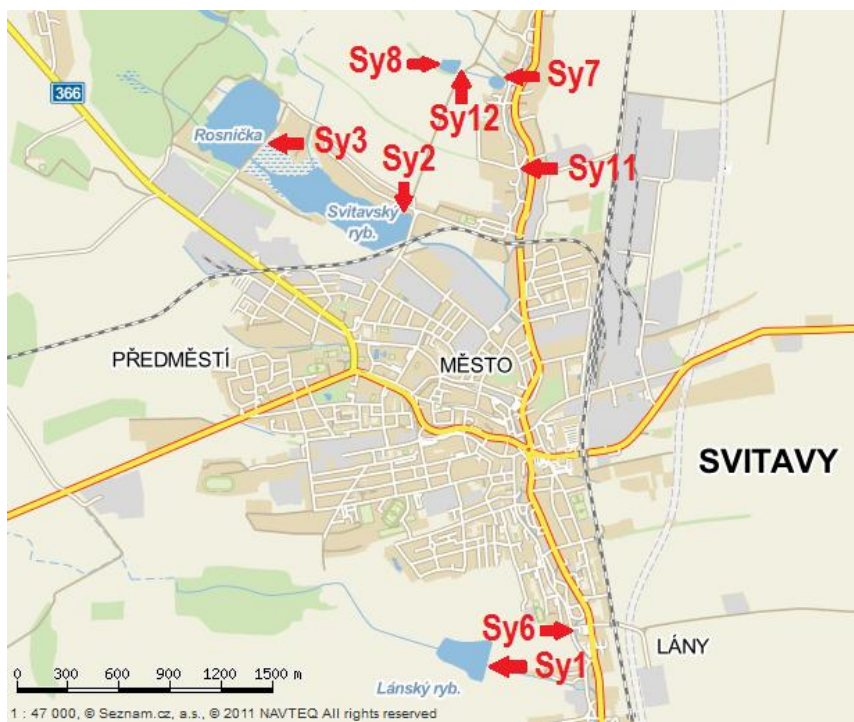 Sy8
Sy7
366
Sy12
Rosnička
Sy3
Sy2
Sy11
Svitavský
ryb.
PŘEDMĚSTÍ
MĚSTO
SVITAVY
Sy6
LÁNY
Sy1
Lánský ryb.
0 300 600 900 1200 1500 m
1 : 47 000, © Seznam.cz, a.s., © 2011 NAVTEQ All rights reserved